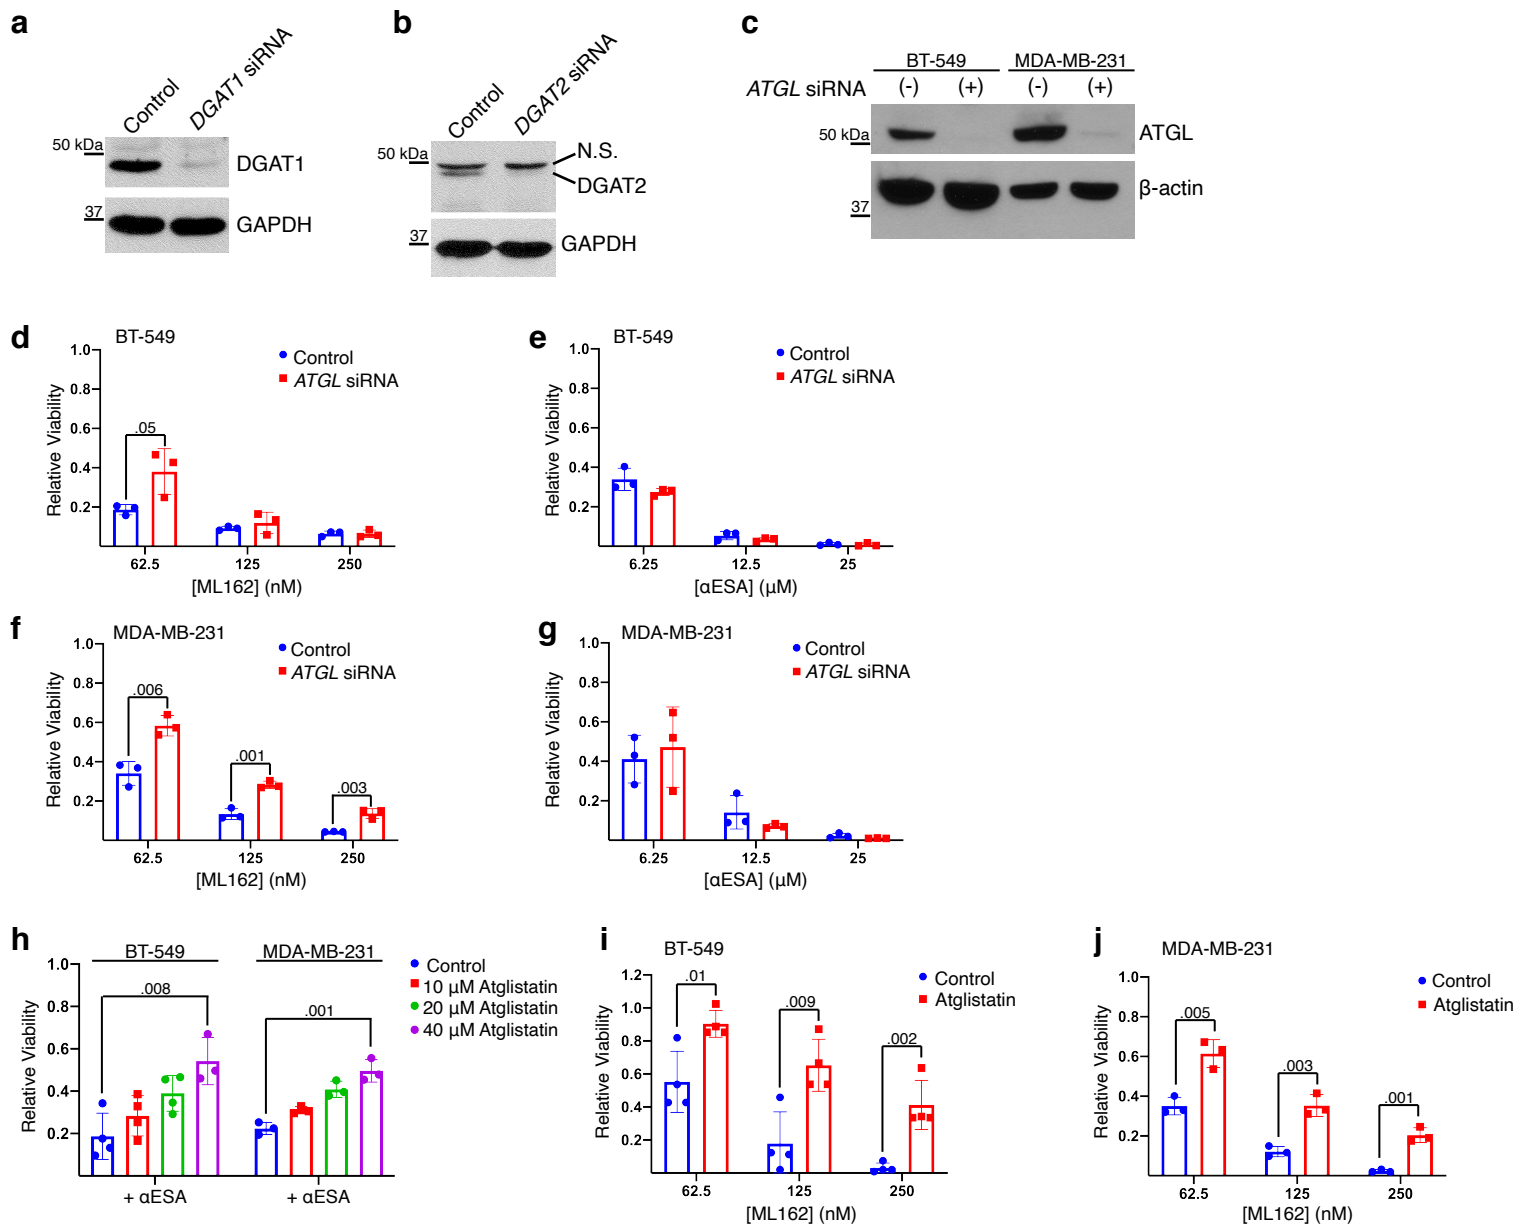 a
Control
DGAT1 siRNA
50 kDa
DGAT1
37
GAPDH
b
Control
DGAT2 siRNA
50 kDa
N.S.
DGAT2
37
GAPDH
c
BT-549 MDA-MB-231
ATGL siRNA (-) (+) (-) (+)
50 kDa
ATGL
β-actin
37
d
BT-549
Control
ATGL siRNA
Relative Viability
1.0
0.8
0.6
0.4
0.2
.05
62.5 125 250
[ML162] (nM)
e
BT-549
Control
ATGL siRNA
Relative Viability
1.0
0.8
0.6
0.4
0.2
6.25 12.5 25
[αESA] (μM)
f
MDA-MB-231
Control
ATGL siRNA
Relative Viability
1.0
0.8
0.6
0.4
0.2
.006
.001
.003
62.5 125 250
[ML162] (nM)
g
MDA-MB-231
Control
ATGL siRNA
Relative Viability
1.0
0.8
0.6
0.4
0.2
6.25 12.5 25
[αESA] (μM)
h
BT-549 MDA-MB-231
Control
10 μM Atglistatin
20 μM Atglistatin
40 μM Atglistatin
Relative Viability
1.0
0.8
0.6
0.4
0.2
.008
.001
+ αESA + αESA
i
BT-549
Control
Atglistatin
Relative Viability
1.2
1.0
0.8
0.6
0.4
0.2
.01
.009
.002
62.5 125 250
[ML162] (nM)
j
MDA-MB-231
Control
Atglistatin
Relative Viability
1.0
0.8
0.6
0.4
0.2
.005
.003
.001
62.5 125 250
[ML162] (nM)